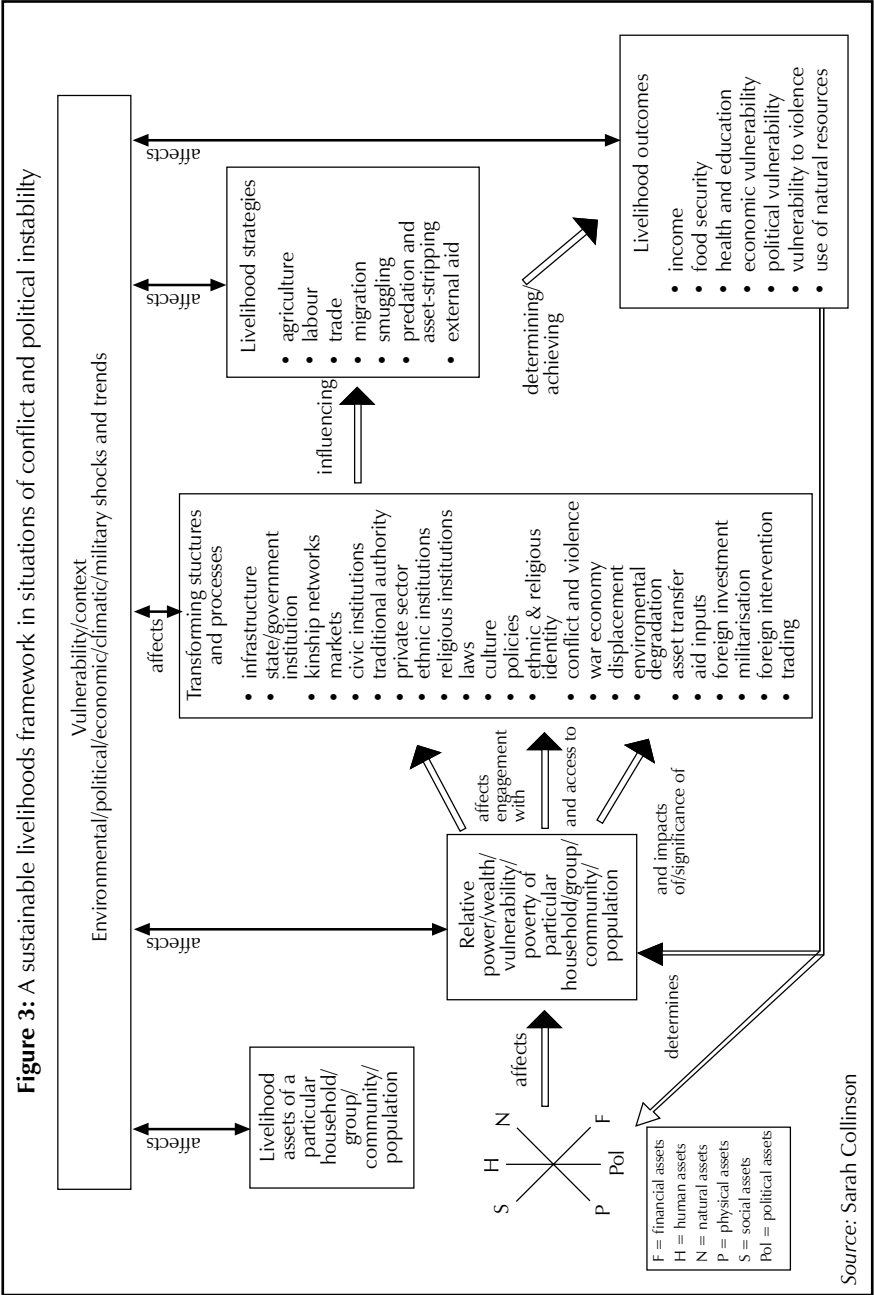 Figure 3: A sustainable livelihoods framework in situations of conflict and political instablility
Vulnerability/context
Environmental/political/economic/climatic/military shocks and trends
affects
affects
affects
affects
affects
Livelihood
assets of a
particular
household/
group/
community/
population
S
H
N
P
Pol
F
affects
F = financial assets
H = human assets
N = natural assets
P = physical assets
S = social assets
Pol = political assets
Relative
power/wealth/
vulnerability/
poverty of
particular
household/group/
community/
population
determines
affects
engagement
with
and access to
and impacts
of/significance of
Transforming stuctures
and processes
• infrastructure
• state/government
institution
• kinship networks
• markets
• civic institutions
• traditional authority
• private sector
• ethnic institutions
• religious institutions
• laws
• culture
• policies
• ethnic & religious
identity
• conflict and violence
• war economy
• displacement
• enviromental
degradation
• asset transfer
• aid inputs
• foreign investment
• militarisation
• foreign intervention
• trading
influencing
Livelihood strategies
• agriculture
• labour
• trade
• migration
• smuggling
• predation and
asset-stripping
• external aid
determining/
achieving
Livelihood outcomes
• income
• food security
• health and education
• economic vulnerability
• political vulnerability
• vulnerability to violence
• use of natural resources
Source: Sarah Collinson